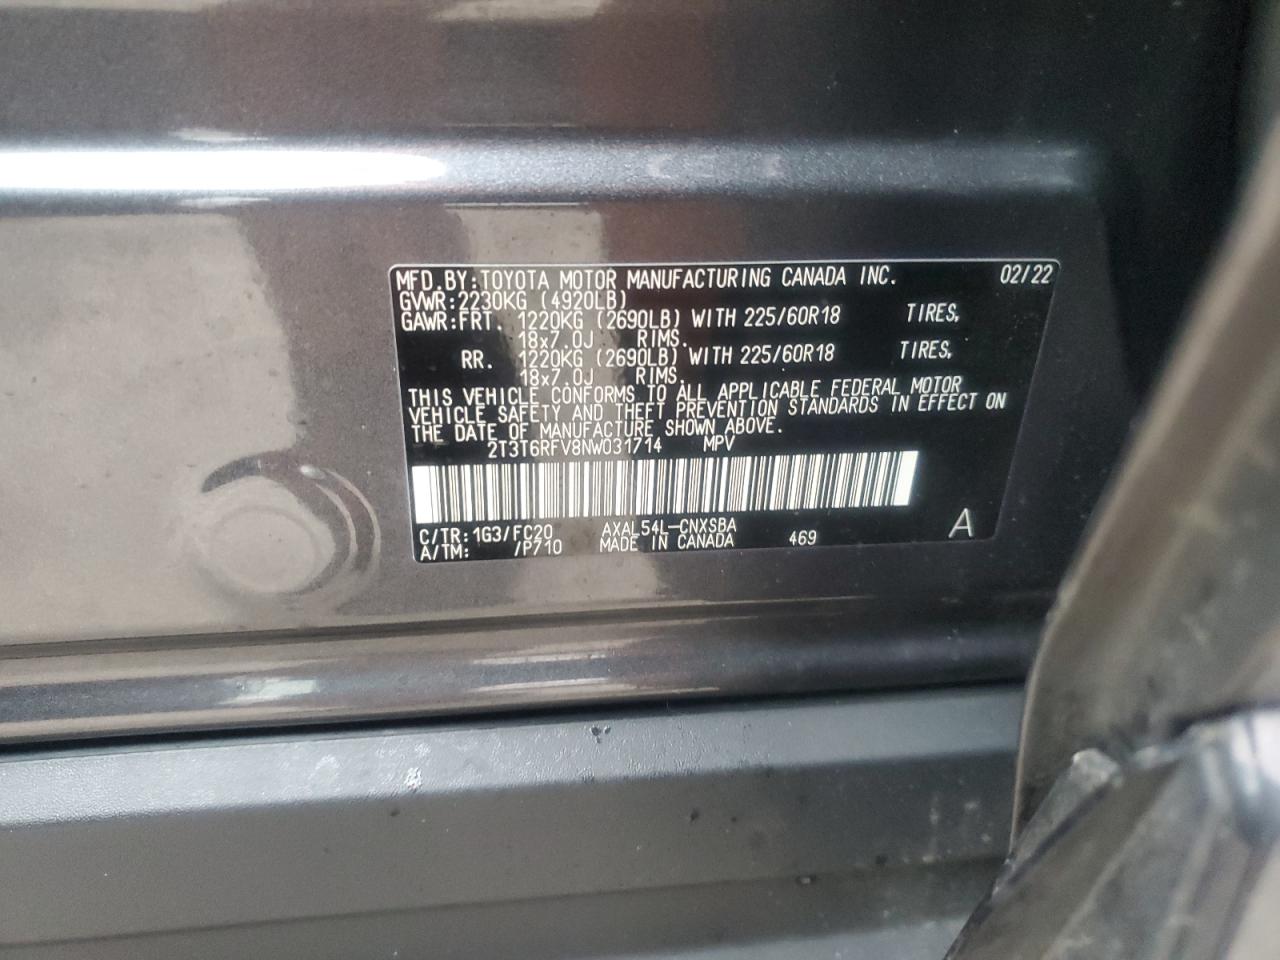 MFD.BY:TOYOTA MOTOR MANUFACTURING CANADA INC. 02/22
GVWR:2230KG (4920LB)
GAWR:FRT. 1220KG (2690LB) WITH 225/60R18 TIRES,
18x7.0J RIMS.
RR. 1220KG (2690LB) WITH 225/60R18 TIRES,
18x7.0J RIMS.
THIS VEHICLE CONFORMS TO ALL APPLICABLE FEDERAL MOTOR
VEHICLE SAFETY AND THEFT PREVENTION STANDARDS IN EFFECT ON
THE DATE OF MANUFACTURE SHOWN ABOVE.
2T3T6RFV8NW031714 MPV
C/TR:1G3/FC20 AXAL54L-CNXSBA A
A/TM: /P710 MADE IN CANADA 469